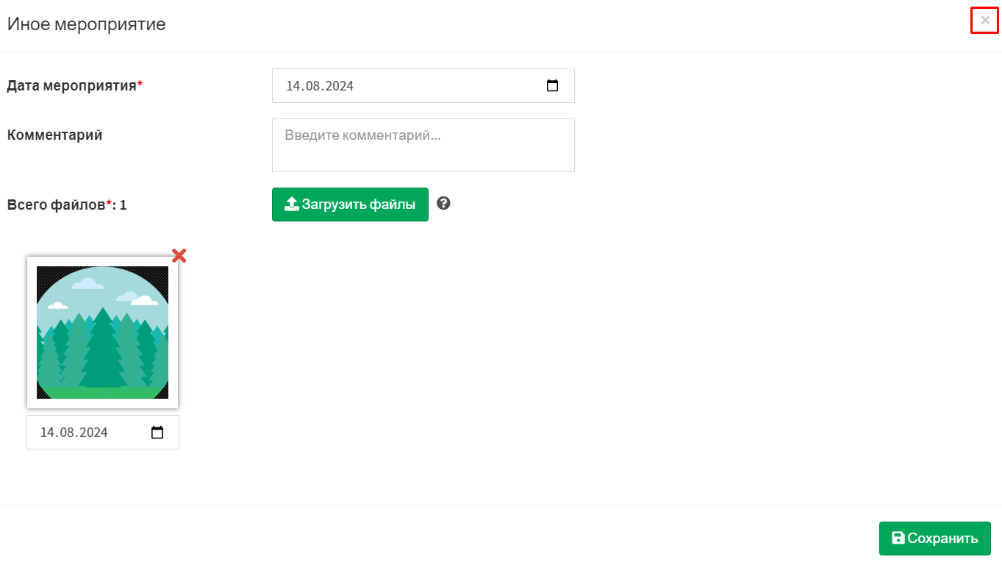 Иное мероприятие
×
Дата мероприятия*
14.08.2024
Комментарий
Введите комментарий...
Всего файлов*: 1
Загрузить файлы
14.08.2024
Сохранить